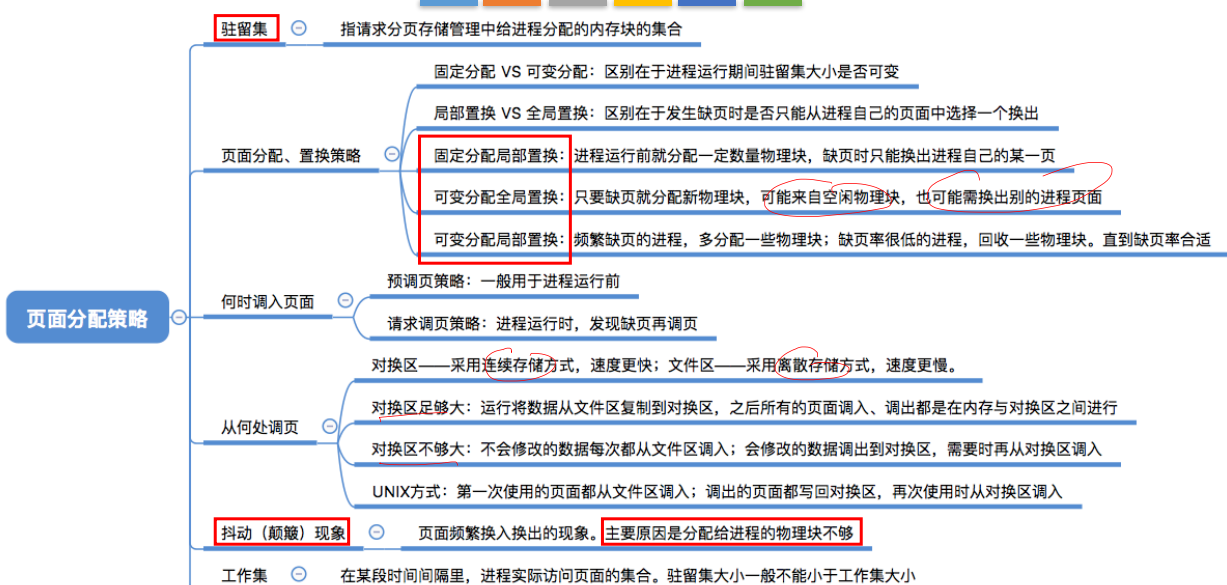 驻留集
指请求分页存储管理中给进程分配的内存块的集合
固定分配 VS 可变分配：区别在于进程运行期间驻留集大小是否可变
局部置换 VS 全局置换：区别在于发生缺页时是否只能从进程自己的页面中选择一个换出
页面分配、置换策略
固定分配局部置换：进程运行前就分配一定数量物理块，缺页时只能换出进程自己的某一页
可变分配全局置换：只要缺页就分配新物理块，可能来自空闲物理块，也可能需换出别的进程页面
可变分配局部置换：频繁缺页的进程，多分配一些物理块；缺页率很低的进程，回收一些物理块。直到缺页率合适
页面分配策略
何时调入页面
预调页策略：一般用于进程运行前
请求调页策略：进程运行时，发现缺页再调页
从何处调页
对换区——采用连续存储方式，速度更快；文件区——采用离散存储方式，速度更慢。
对换区足够大：运行将数据从文件区复制到对换区，之后所有的页面调入、调出都是在内存与对换区之间进行
对换区不够大：不会修改的数据每次都从文件区调入；会修改的数据调出到对换区，需要时再从对换区调入
UNIX方式：第一次使用的页面都从文件区调入；调出的页面都写回对换区，再次使用时从对换区调入
抖动（颠簸）现象
页面频繁换入换出的现象。主要原因是分配给进程的物理块不够
工作集
在某段时间间隔里，进程实际访问页面的集合。驻留集大小一般不能小于工作集大小